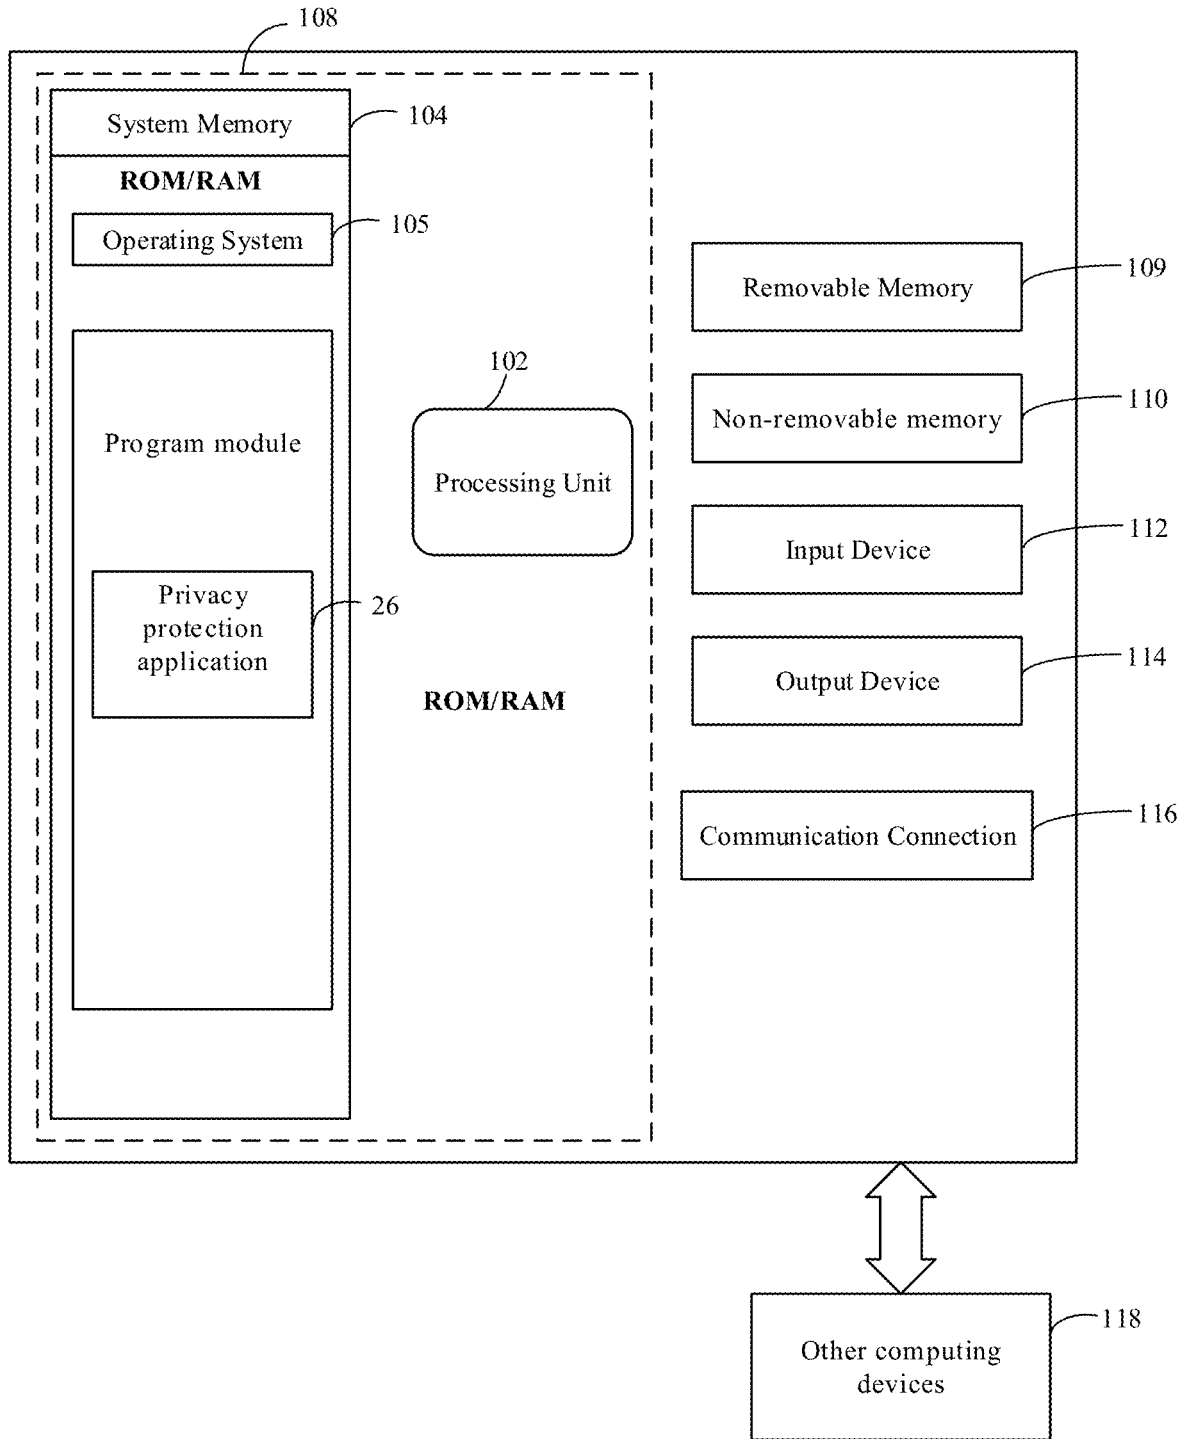 108
System Memory
104
ROM/RAM
Operating System
105
Program module
Privacy
protection
application
26
102
Processing Unit
ROM/RAM
Removable Memory
109
Non-removable memory
110
Input Device
112
Output Device
114
Communication Connection
116
Other computing
devices
118